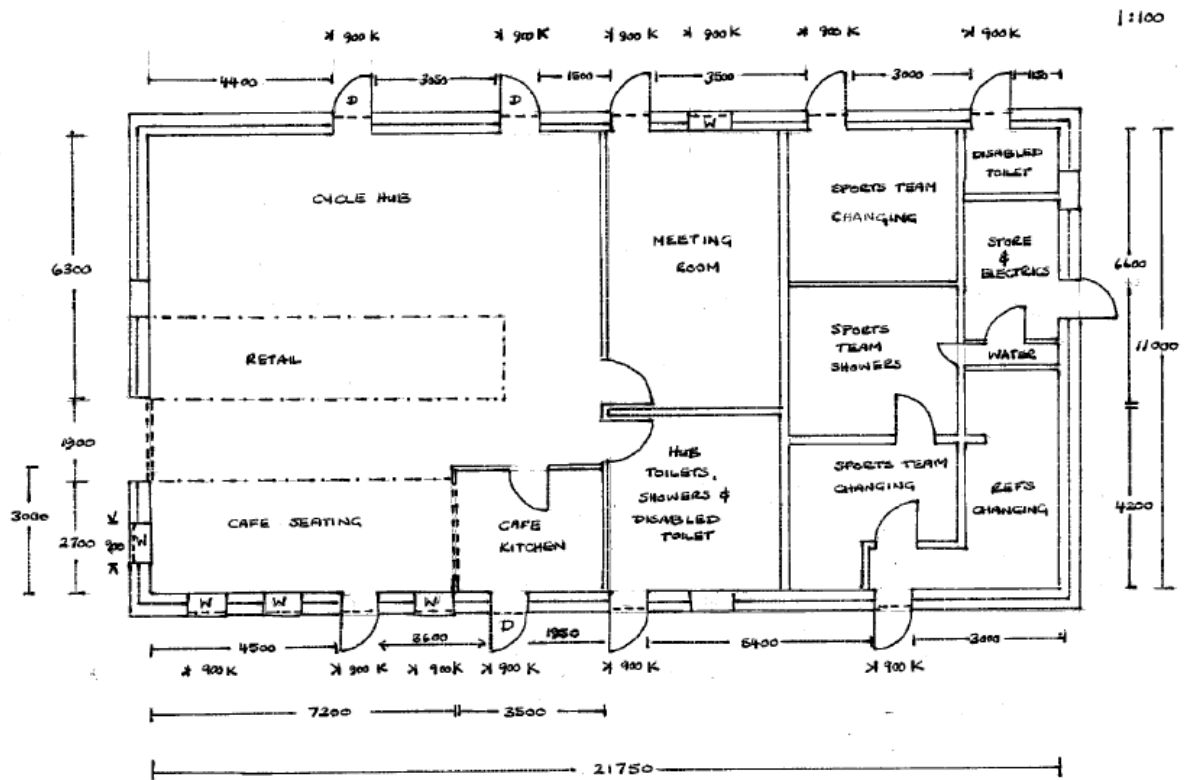 1:100
900 900 900 900 900 900
4400 3050 1500 3500 3000 1150
D D W
DISABLED
TOILET
CYCLE HUB
SPORTS TEAM
CHANGING
MEETING
ROOM
STORE
&
ELECTRICS
6300
6600
RETAIL
SPORTS
TEAM
SHOWERS
WATER
11000
1900
HUB
TOILETS,
SHOWERS &
DISABLED
TOILET
SPORTS TEAM
CHANGING
REFS
CHANGING
3000
2700
900
W
CAFE SEATING
CAFE
KITCHEN
4200
W W W D
4500 3600 1950 5400 3000
900 900 900 900 900 900
7200 3500
21750